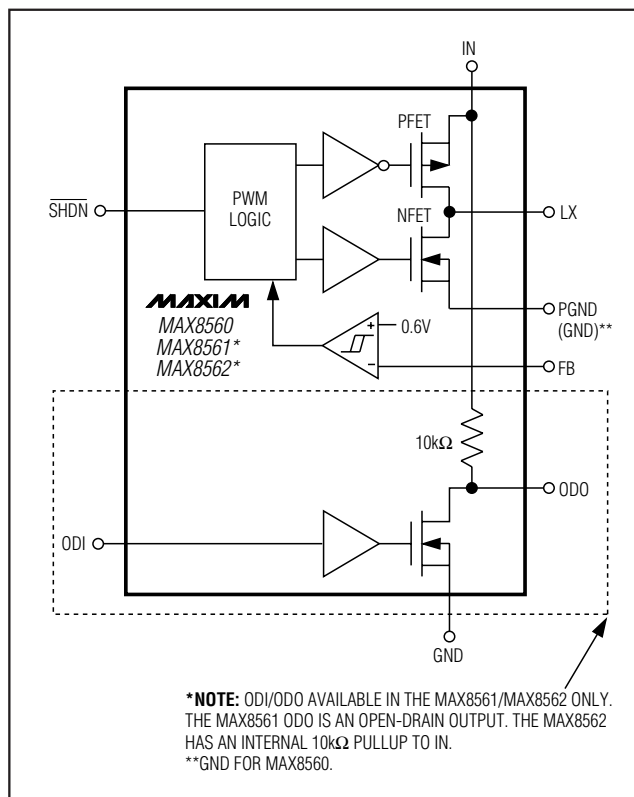 IN
PFET
SHDN
PWM
LOGIC
NFET
LX
MAXIM
MAX8560
MAX8561*
MAX8562*
+
0.6V
−
PGND
(GND)**
FB
10kΩ
ODO
ODI
GND
*NOTE: ODI/ODO AVAILABLE IN THE MAX8561/MAX8562 ONLY.
THE MAX8561 ODO IS AN OPEN-DRAIN OUTPUT. THE MAX8562
HAS AN INTERNAL 10kΩ PULLUP TO IN.
**GND FOR MAX8560.